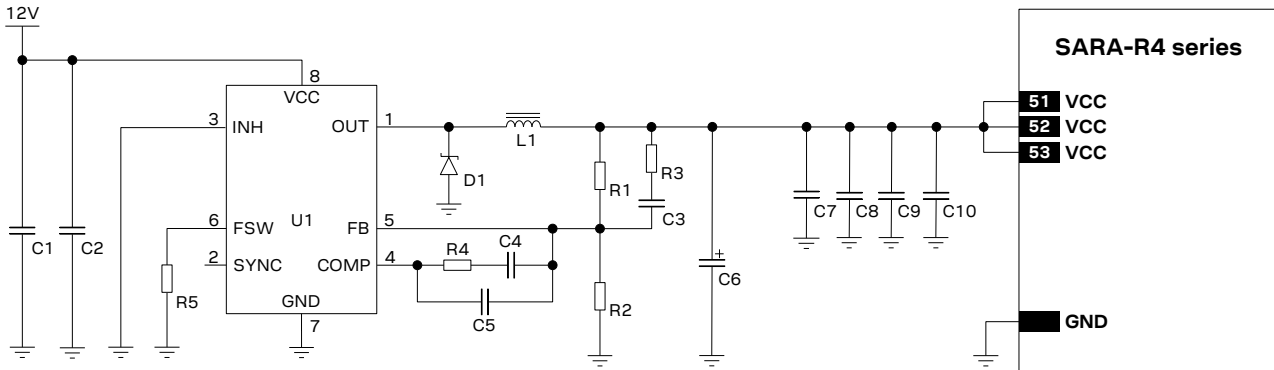 12V
SARA-R4 series
8
VCC
51 VCC
3 INH OUT 1
52 VCC
L1
53 VCC
R3
D1
R1
C3
C7 C8 C9 C10
6 FSW U1 FB 5
C1 C2
C4
2 SYNC COMP 4
R4
+
C6
R5
GND
R2
7
C5
GND